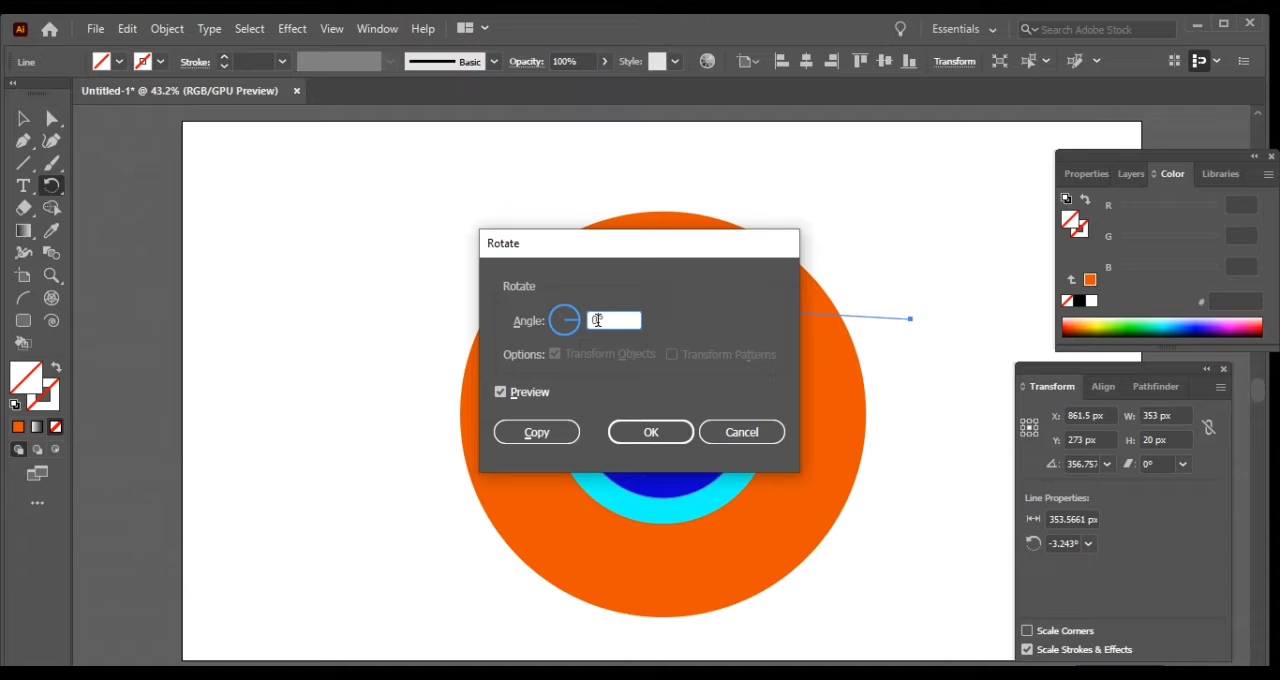 Ai File Edit Object Type Select Effect View Window Help Essentials Search Adobe Stock
Line Stroke: Basic Opacity: 100% Style: Transform
Untitled-1* @ 43.2% (RGB/GPU Preview)
Properties Layers Color Libraries
R
G
B
#
Rotate
Rotate
Angle:
Options: Transform Objects Transform Patterns
Preview
Copy OK Cancel
Transform Align Pathfinder
X: 861.5 px W: 353 px
Y: 273 px H: 20 px
356.757 0°
Line Properties:
353.5661 px
-3.243°
Scale Corners
Scale Strokes & Effects